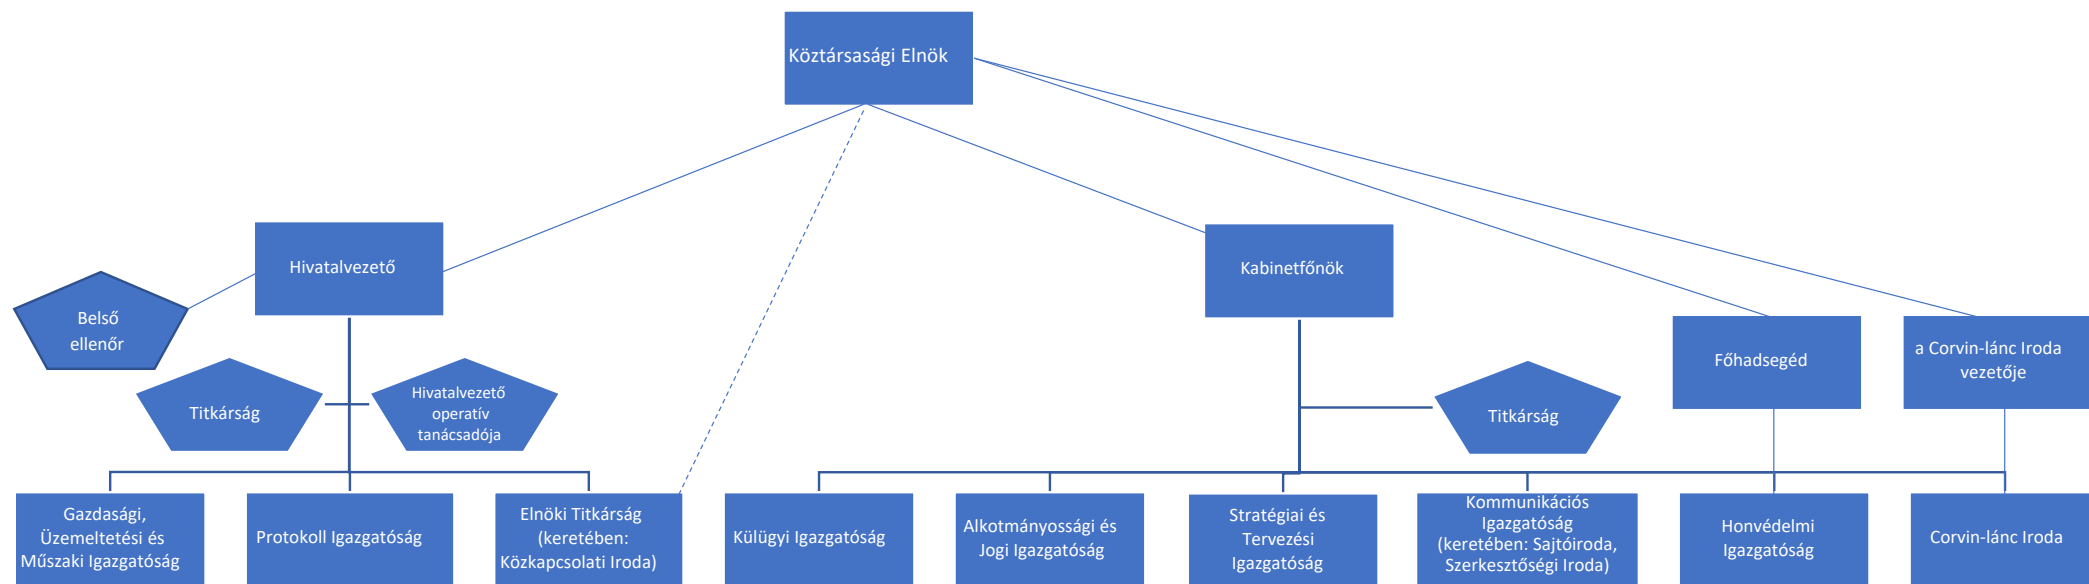 Köztársasági Elnök
Hivatalvezető
Kabinetfőnök
Belső
ellenőr
Főhadsegéd
a Corvin-lánc Iroda
vezetője
Titkárság
Hivatalvezető
operatív
tanácsadója
Titkárság
Gazdasági,
Üzemeltetési és
Műszaki Igazgatóság
Protokoll Igazgatóság
Elnöki Titkárság
(keretében:
Közkapcsolati Iroda)
Külügyi Igazgatóság
Alkotmányossági és
Jogi Igazgatóság
Stratégiai és
Tervezési
Igazgatóság
Kommunikációs
Igazgatóság
(keretében: Sajtóiroda,
Szerkesztőségi Iroda)
Honvédelmi
Igazgatóság
Corvin-lánc Iroda